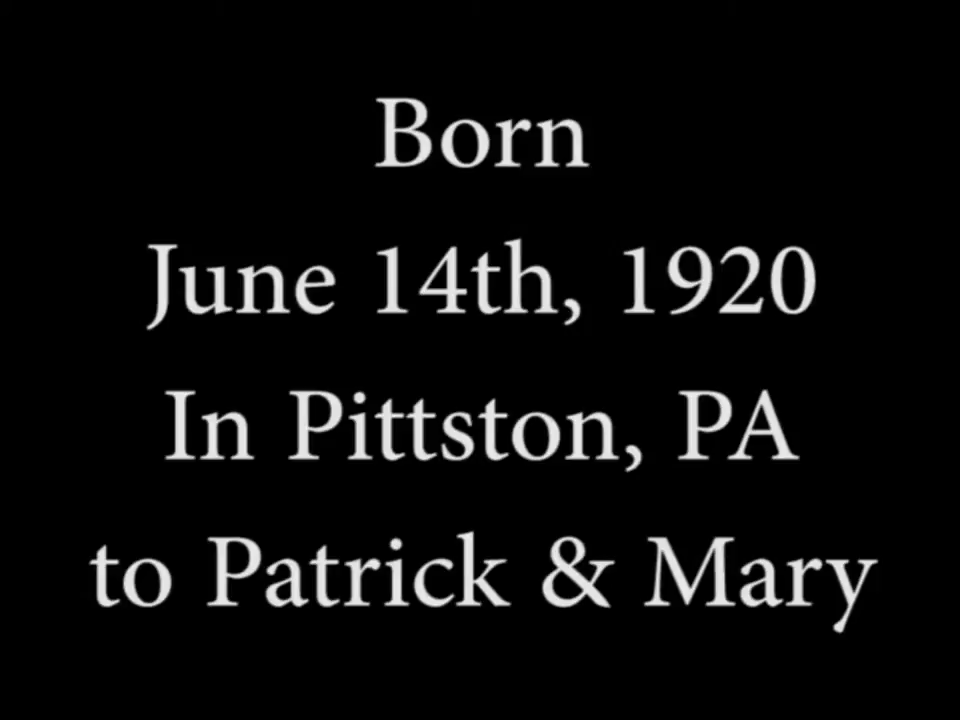 Born
June 14th, 1920
In Pittston, PA
to Patrick & Mary